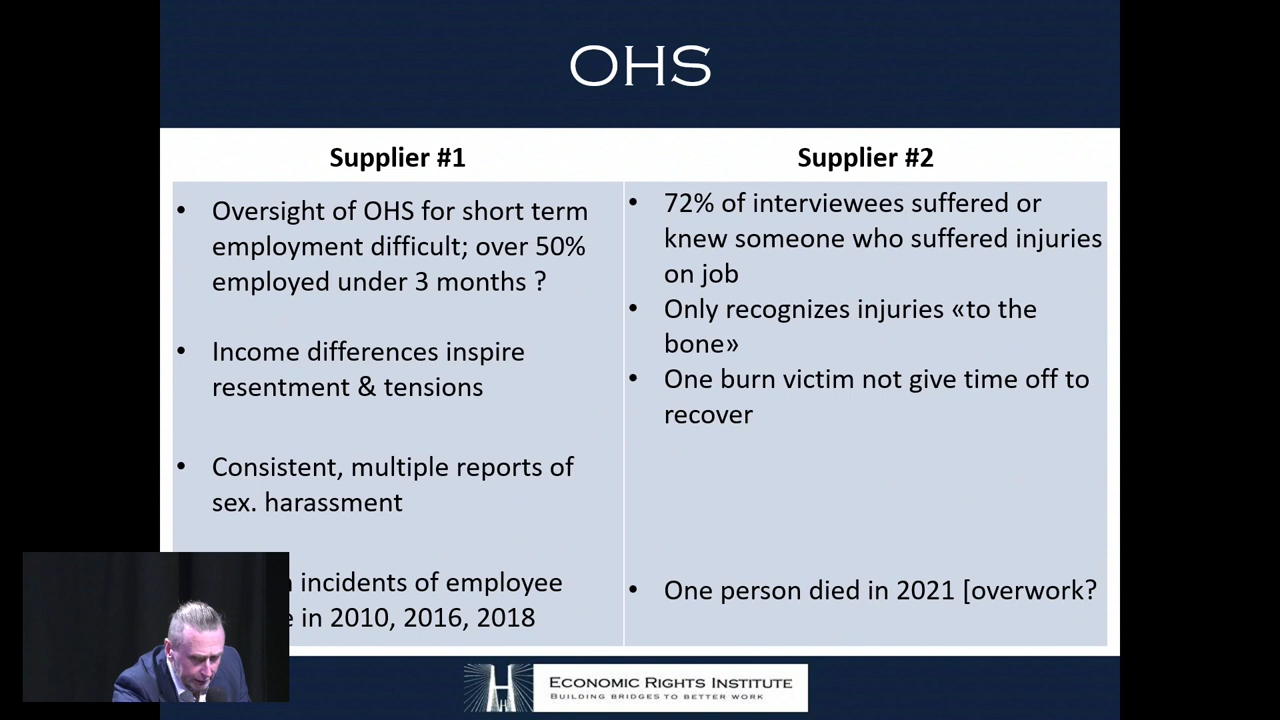 OHS
Supplier #1
Oversight of OHS for short term
employment difficult; over 50%
employed under 3 months ?
Income differences inspire
resentment & tensions
Consistent, multiple reports of
sex. harassment
incidents of employee
in 2010, 2016, 2018
Supplier #2
72% of interviewees suffered or
knew someone who suffered injuries
on job
Only recognizes injuries «to the
bone»
One burn victim not give time off to
recover
One person died in 2021 [overwork?
ECONOMIC RIGHTS INSTITUTE
BUILDING BRIDGES TO BETTER WORK